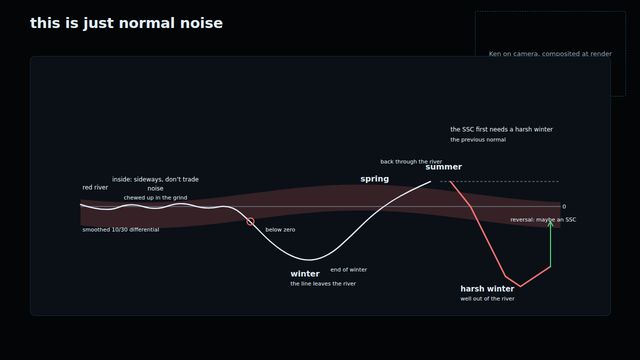 this is just normal noise
Ken on camera, composited at render
the SSC first needs a harsh winter
the previous normal
back through the river
summer
spring
inside: sideways, don't trade
noise
red river
chewed up in the grind
0
reversal: maybe an SSC
smoothed 10/30 differential
below zero
end of winter
winter
the line leaves the river
harsh winter
well out of the river